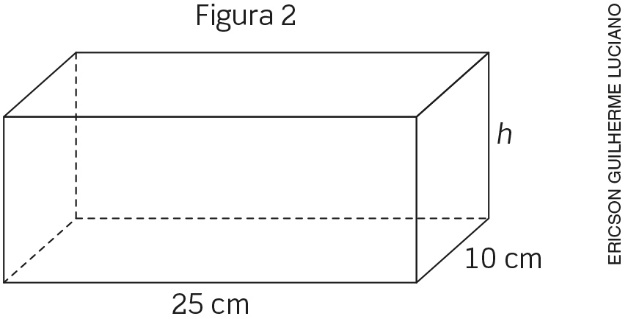 Figura 2
h
10 cm
25 cm
ERICSON GUILHERME LUCIANO